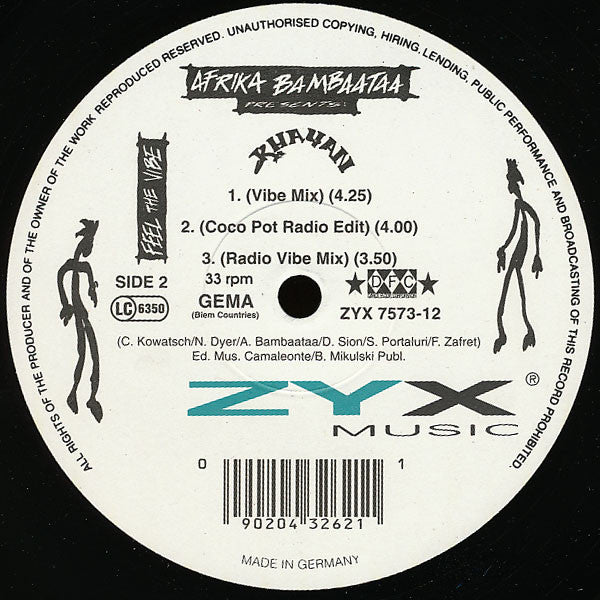 ALL RIGHTS OF THE PRODUCER AND OF THE OWNER OF THE WORK REPRODUCED RESERVED. UNAUTHORISED COPYING, HIRING, LENDING, PUBLIC PERFORMANCE AND BROADCASTING OF THIS RECORD PROHIBITED.
AFRIKA BAMBAATAA
PRESENTS:
KHAYAN
FEEL THE VIBE
1. (Vibe Mix) (4.25)
2. (Coco Pot Radio Edit) (4.00)
3. (Radio Vibe Mix) (3.50)
SIDE 2
33 rpm
LC 6350
GEMA
(Biem Countries)
DFC
ZYX 7573-12
(C. Kowatsch/N. Dyer/A. Bambaataa/D. Sion/S. Portaluri/F. Zafret)
Ed. Mus. Camaleonte/B. Mikulski Publ.
ZYX ®
MUSIC
0 1
90204 32621
MADE IN GERMANY